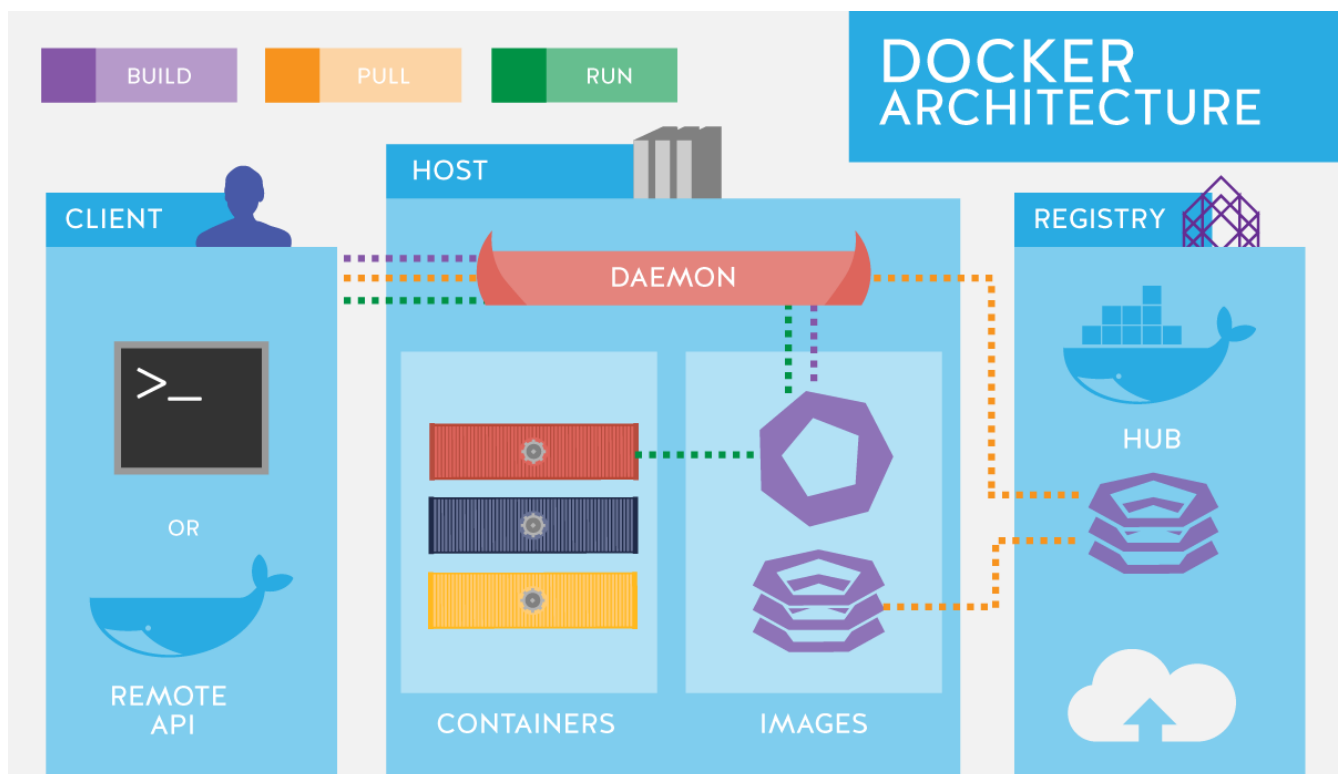 BUILD
PULL
RUN
DOCKER
ARCHITECTURE
HOST
CLIENT
REGISTRY
DAEMON
>_
HUB
OR
REMOTE
API
CONTAINERS
IMAGES